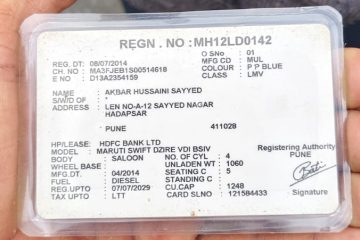 REGN. NO : MH12LD0142
REG. DT: 08/07/2014 O SNO : 01
CH. NO : MA3FJEB1S00514618 MFG : MUL
E NO : D13A2354159 COLOUR : P P BLUE
CLASS : LMV
NAME : AKBAR HUSSAINI SAYYED
S/W/D OF :
ADDRESS : LEN NO-A-12 SAYYED NAGAR
HADAPSAR
PUNE 411028
HP/LEASE: HDFC BANK LTD
MODEL : MARUTI SWIFT DZIRE VDI BSIV
BODY : SALOON NO. OF CYL : 4
WHEEL BASE : UNLADEN WT : 1060
MFG.DT : 04/2014 SEATING C : 5
FUEL : DIESEL STANDING C :
REG.UPTO : 07/07/2029 CU.CAP : 1248
TAX UPTO : LTT CARD SLNO : 121584433
Registering Authority
PUNE
Signature